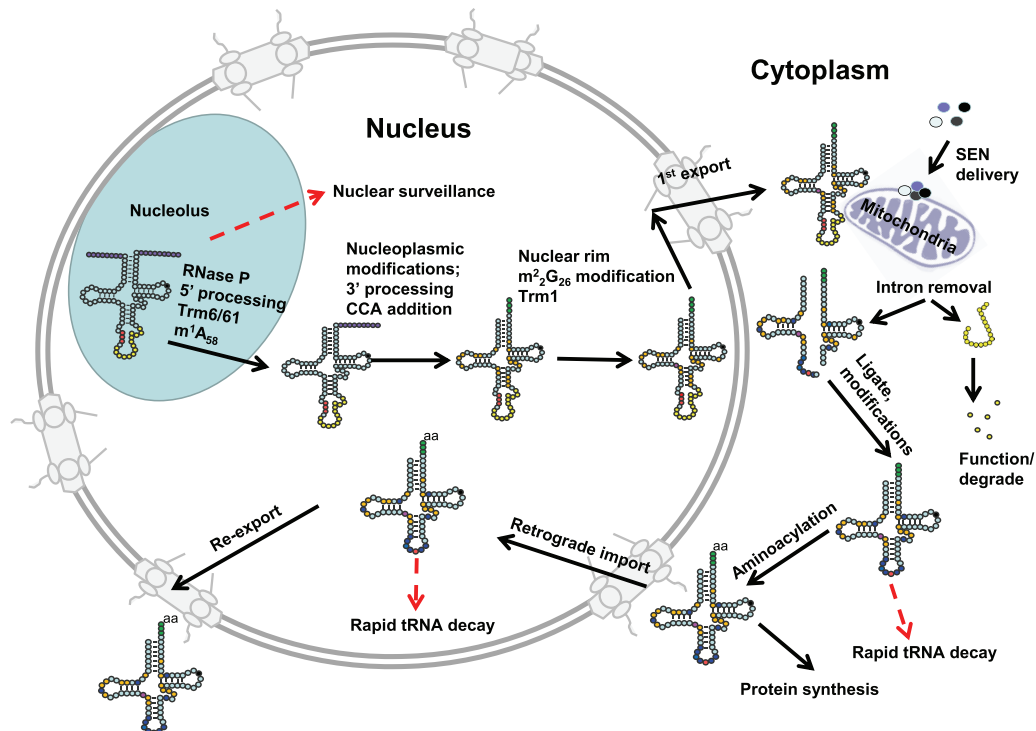 Cytoplasm
Nucleus
1st export
SEN
delivery
Mitochondria
Nuclear surveillance
Nucleolus
RNase P
5' processing
Trm6/61
m1A58
Nucleoplasmic
modifications;
3' processing
CCA addition
Nuclear rim
m22G26 modification
Trm1
Intron removal
Ligate,
modifications
Function/
degrade
aa
Re-export
Retrograde import
Rapid tRNA decay
aa
Aminoacylation
Rapid tRNA decay
Protein synthesis
aa